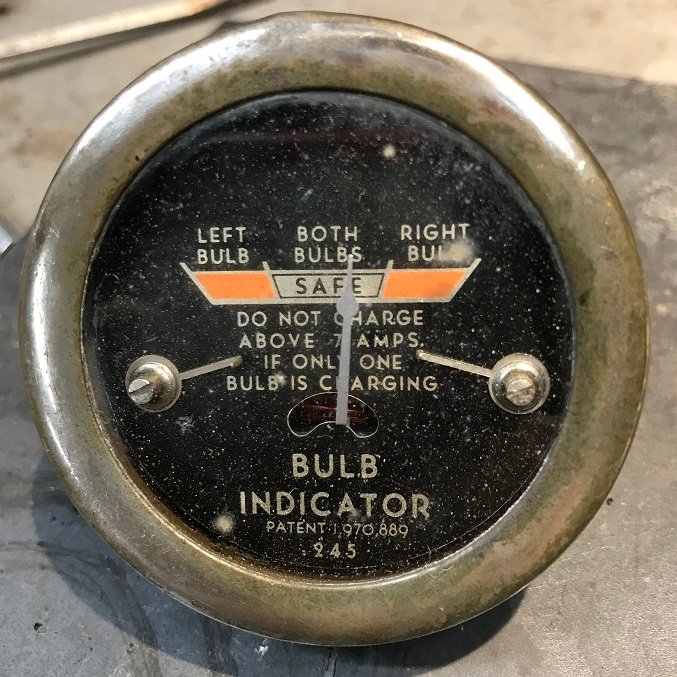 LEFT BOTH RIGHT
BULB BULBS BULB
SAFE
DO NOT CHARGE
ABOVE 7 AMPS.
IF ONLY ONE
BULB IS CHARGING
BULB
INDICATOR
PATENT 1,970,889
245